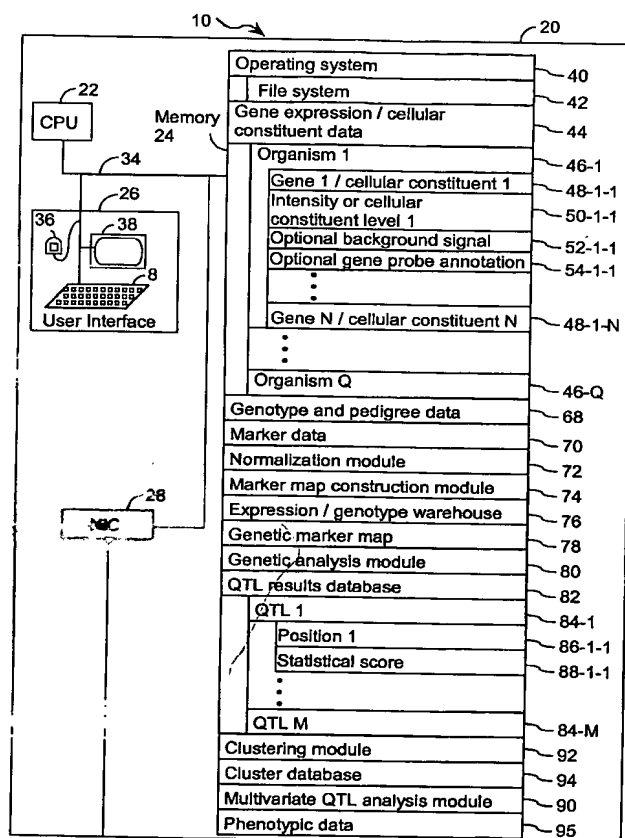 10
20
22
CPU
Memory
24
34
26
36
38
8
User Interface
28
NIC
Operating system
40
File system
42
Gene expression / cellular
constituent data
44
Organism 1
46-1
Gene 1 / cellular constituent 1
48-1-1
Intensity or cellular
constituent level 1
50-1-1
Optional background signal
52-1-1
Optional gene probe annotation
54-1-1
Gene N / cellular constituent N
48-1-N
Organism Q
46-Q
Genotype and pedigree data
68
Marker data
70
Normalization module
72
Marker map construction module
74
Expression / genotype warehouse
76
Genetic marker map
78
Genetic analysis module
80
QTL results database
82
QTL 1
84-1
Position 1
86-1-1
Statistical score
88-1-1
QTL M
84-M
Clustering module
92
Cluster database
94
Multivariate QTL analysis module
90
Phenotypic data
95